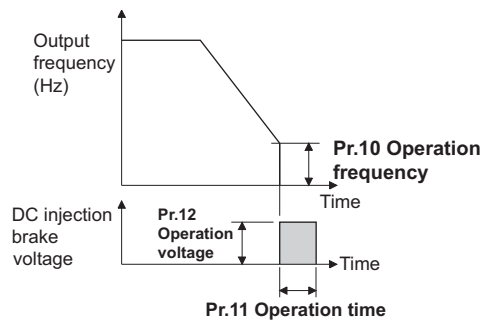 Output
frequency
(Hz)
Pr.10 Operation
frequency
Time
DC injection
brake
voltage
Pr.12
Operation
voltage
Time
Pr.11 Operation time